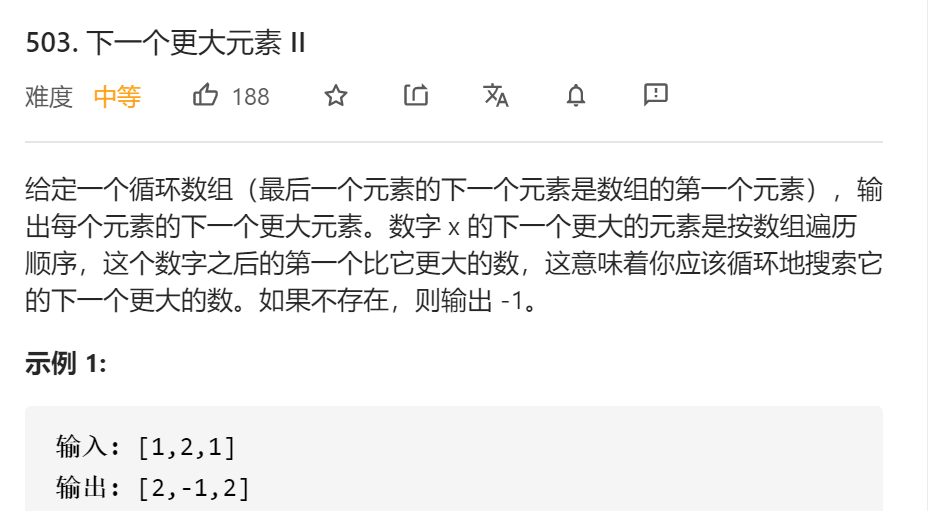 503. 下一个更大元素 II
难度 中等 188
给定一个循环数组（最后一个元素的下一个元素是数组的第一个元素），输
出每个元素的下一个更大元素。数字 x 的下一个更大的元素是按数组遍历
顺序，这个数字之后的第一个比它更大的数，这意味着你应该循环地搜索它
的下一个更大的数。如果不存在，则输出 -1。
示例 1:
输入: [1,2,1]
输出: [2,-1,2]